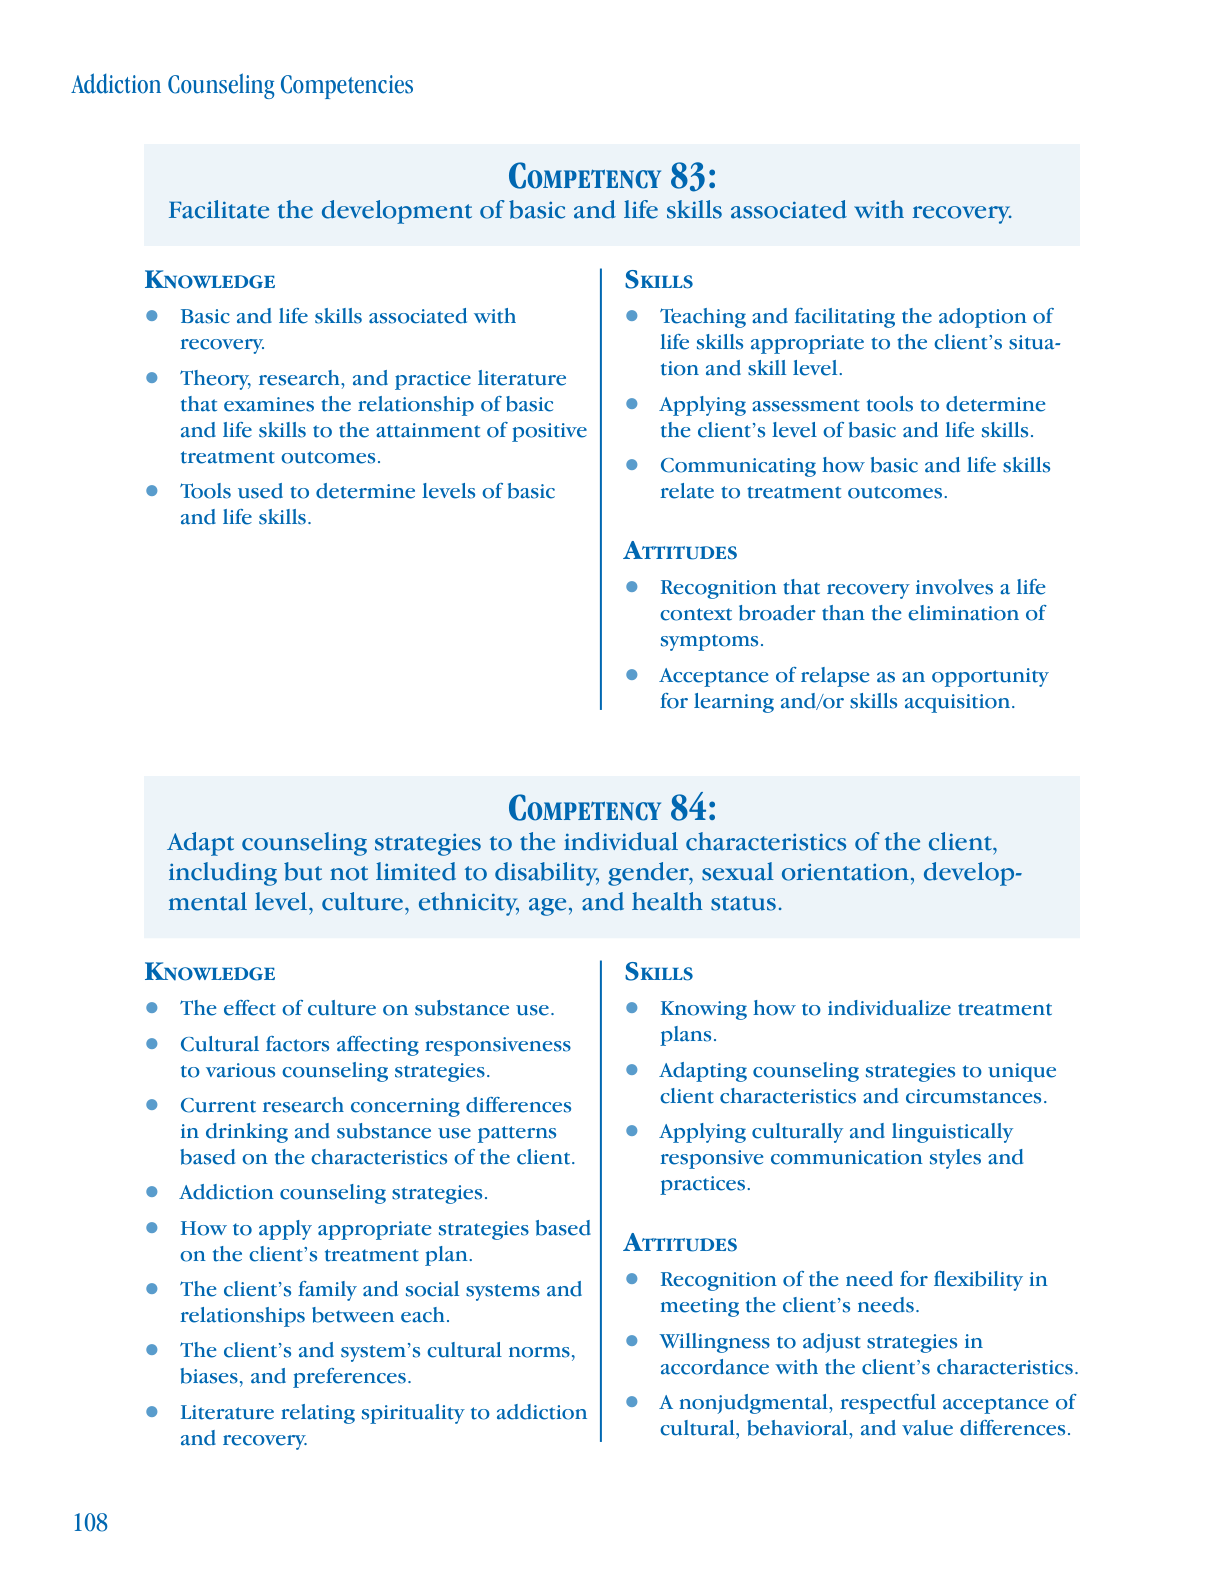 Addiction Counseling Competencies
COMPETENCY 83:
Facilitate the development of basic and life skills associated with recovery.
KNOWLEDGE
● Basic and life skills associated with
recovery.
● Theory, research, and practice literature
that examines the relationship of basic
and life skills to the attainment of positive
treatment outcomes.
● Tools used to determine levels of basic
and life skills.
SKILLS
● Teaching and facilitating the adoption of
life skills appropriate to the client’s situa-
tion and skill level.
● Applying assessment tools to determine
the client’s level of basic and life skills.
● Communicating how basic and life skills
relate to treatment outcomes.
ATTITUDES
● Recognition that recovery involves a life
context broader than the elimination of
symptoms.
● Acceptance of relapse as an opportunity
for learning and/or skills acquisition.
COMPETENCY 84:
Adapt counseling strategies to the individual characteristics of the client,
including but not limited to disability, gender, sexual orientation, develop-
mental level, culture, ethnicity, age, and health status.
KNOWLEDGE
● The effect of culture on substance use.
● Cultural factors affecting responsiveness
to various counseling strategies.
● Current research concerning differences
in drinking and substance use patterns
based on the characteristics of the client.
● Addiction counseling strategies.
● How to apply appropriate strategies based
on the client’s treatment plan.
● The client’s family and social systems and
relationships between each.
● The client’s and system’s cultural norms,
biases, and preferences.
● Literature relating spirituality to addiction
and recovery.
SKILLS
● Knowing how to individualize treatment
plans.
● Adapting counseling strategies to unique
client characteristics and circumstances.
● Applying culturally and linguistically
responsive communication styles and
practices.
ATTITUDES
● Recognition of the need for flexibility in
meeting the client’s needs.
● Willingness to adjust strategies in
accordance with the client’s characteristics.
● A nonjudgmental, respectful acceptance of
cultural, behavioral, and value differences.
108